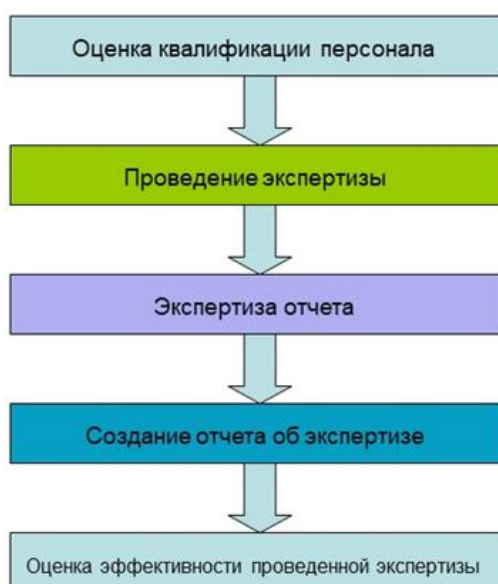 Оценка квалификации персонала
Проведение экспертизы
Экспертиза отчета
Создание отчета об экспертизе
Оценка эффективности проведенной экспертизы